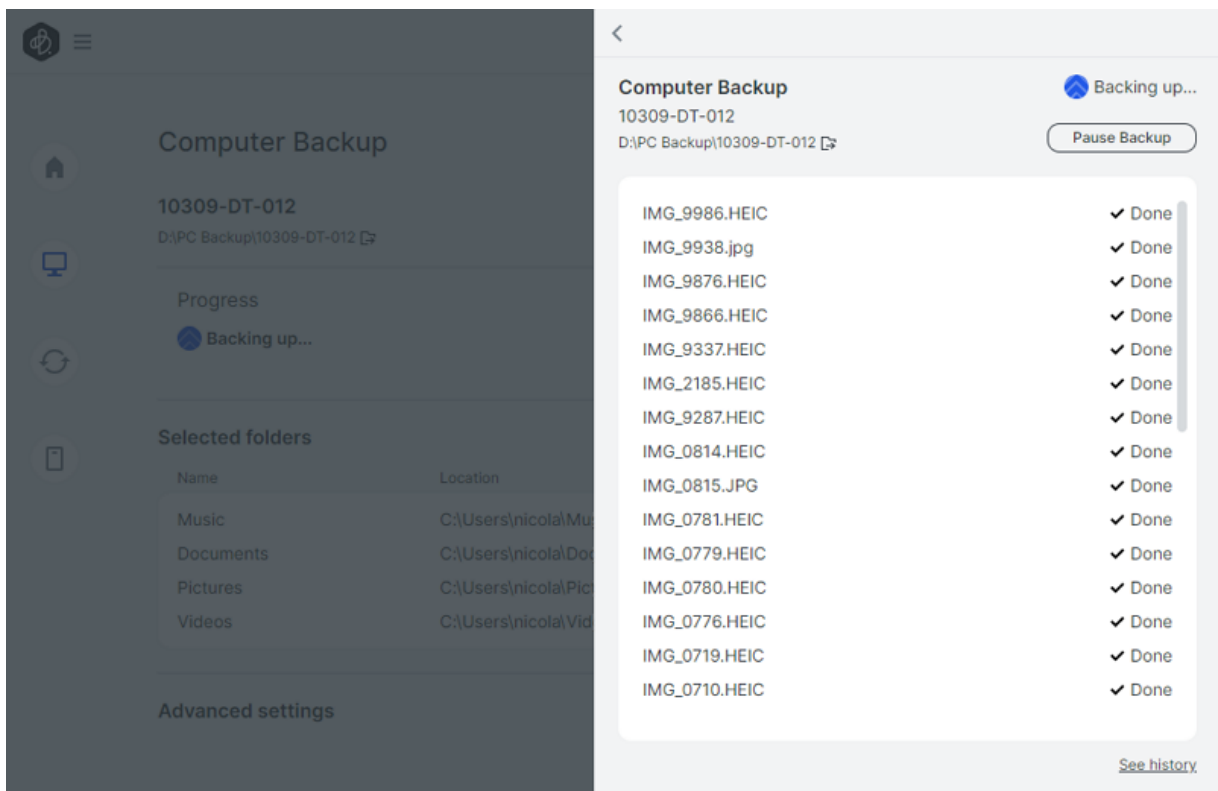 Computer Backup
10309-DT-012
D:\PC Backup\10309-DT-012
Progress
Backing up...
Selected folders
Name Location
Music C:\Users\nicola\Mu
Documents C:\Users\nicola\Doc
Pictures C:\Users\nicola\Pict
Videos C:\Users\nicola\Vid
Advanced settings
Computer Backup
Backing up...
10309-DT-012
D:\PC Backup\10309-DT-012
Pause Backup
IMG_9986.HEIC Done
IMG_9938.jpg Done
IMG_9876.HEIC Done
IMG_9866.HEIC Done
IMG_9337.HEIC Done
IMG_2185.HEIC Done
IMG_9287.HEIC Done
IMG_0814.HEIC Done
IMG_0815.JPG Done
IMG_0781.HEIC Done
IMG_0779.HEIC Done
IMG_0780.HEIC Done
IMG_0776.HEIC Done
IMG_0719.HEIC Done
IMG_0710.HEIC Done
See history